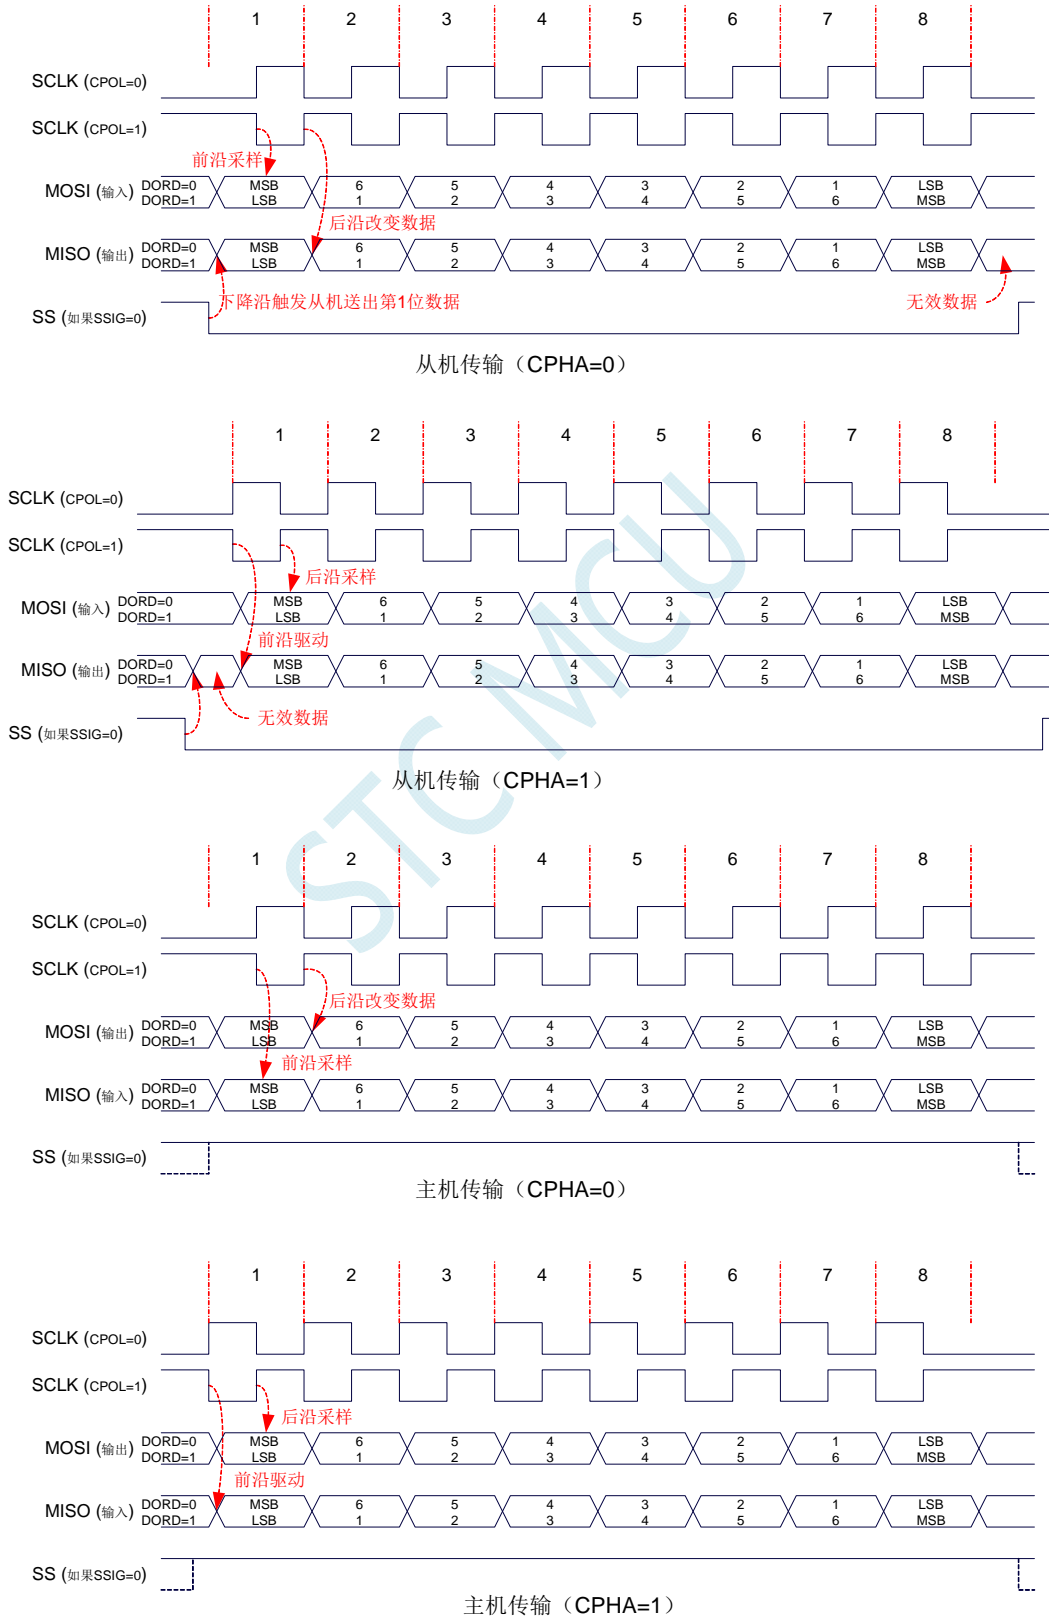 1 2 3 4 5 6 7 8
SCLK (CPOL=0)
SCLK (CPOL=1)
前沿采样
MOSI (输入) DORD=0 MSB 6 5 4 3 2 1 LSB
DORD=1 LSB 1 2 3 4 5 6 MSB
后沿改变数据
MISO (输出) DORD=0 MSB 6 5 4 3 2 1 LSB
DORD=1 LSB 1 2 3 4 5 6 MSB
下降沿触发从机送出第1位数据 无效数据
SS (如果SSIG=0)
从机传输（CPHA=0）
1 2 3 4 5 6 7 8
SCLK (CPOL=0)
SCLK (CPOL=1)
后沿采样
MOSI (输入) DORD=0 MSB 6 5 4 3 2 1 LSB
DORD=1 LSB 1 2 3 4 5 6 MSB
前沿驱动
MISO (输出) DORD=0 MSB 6 5 4 3 2 1 LSB
DORD=1 LSB 1 2 3 4 5 6 MSB
无效数据
SS (如果SSIG=0)
从机传输（CPHA=1）
STC MCU
1 2 3 4 5 6 7 8
SCLK (CPOL=0)
SCLK (CPOL=1)
后沿改变数据
MOSI (输出) DORD=0 MSB 6 5 4 3 2 1 LSB
DORD=1 LSB 1 2 3 4 5 6 MSB
前沿采样
MISO (输入) DORD=0 MSB 6 5 4 3 2 1 LSB
DORD=1 LSB 1 2 3 4 5 6 MSB
SS (如果SSIG=0)
主机传输（CPHA=0）
1 2 3 4 5 6 7 8
SCLK (CPOL=0)
SCLK (CPOL=1)
后沿采样
MOSI (输出) DORD=0 MSB 6 5 4 3 2 1 LSB
DORD=1 LSB 1 2 3 4 5 6 MSB
前沿驱动
MISO (输入) DORD=0 MSB 6 5 4 3 2 1 LSB
DORD=1 LSB 1 2 3 4 5 6 MSB
SS (如果SSIG=0)
主机传输（CPHA=1）